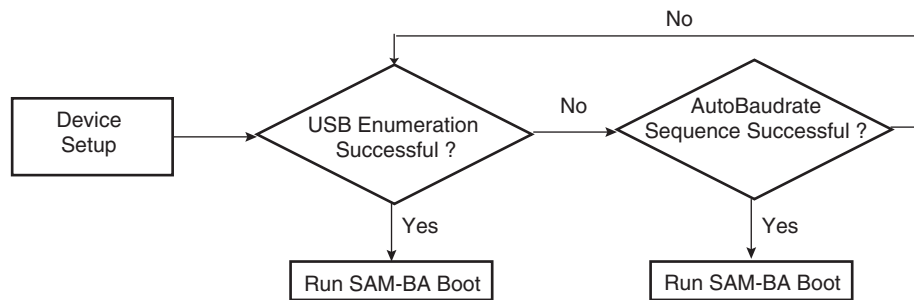 No
Device
Setup
USB Enumeration
Successful ?
No
AutoBaudrate
Sequence Successful ?
Yes
Yes
Run SAM-BA Boot
Run SAM-BA Boot